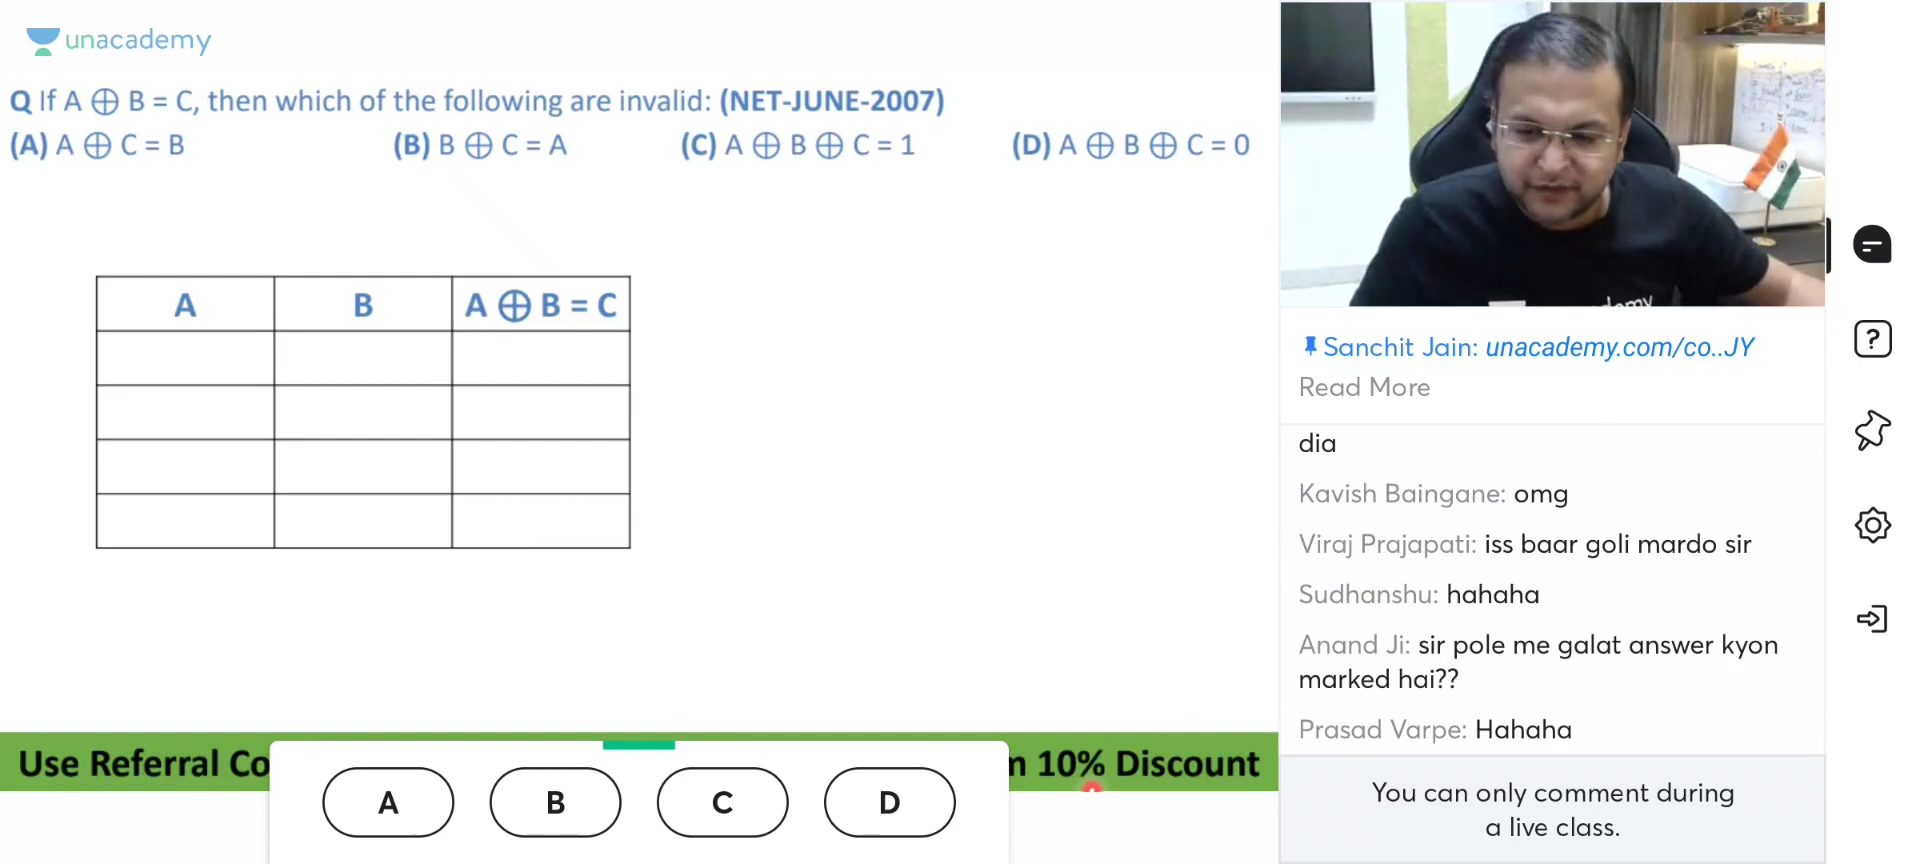 unacademy
Q If A ⊕ B = C, then which of the following are invalid: (NET-JUNE-2007)
(A) A ⊕ C = B (B) B ⊕ C = A (C) A ⊕ B ⊕ C = 1 (D) A ⊕ B ⊕ C = 0
A B A ⊕ B = C
Use Referral Co
10% Discount
A B C D
Sanchit Jain: unacademy.com/co..JY
Read More
dia
Kavish Baingane: omg
Viraj Prajapati: iss baar goli mardo sir
Sudhanshu: hahaha
Anand Ji: sir pole me galat answer kyon
marked hai??
Prasad Varpe: Hahaha
You can only comment during
a live class.
?